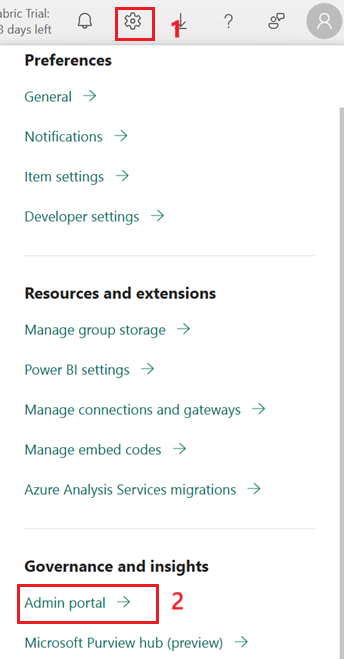 abric Trial:
days left
1
?
Preferences
General
Notifications
Item settings
Developer settings
Resources and extensions
Manage group storage
Power BI settings
Manage connections and gateways
Manage embed codes
Azure Analysis Services migrations
Governance and insights
Admin portal
2
Microsoft Purview hub (preview)